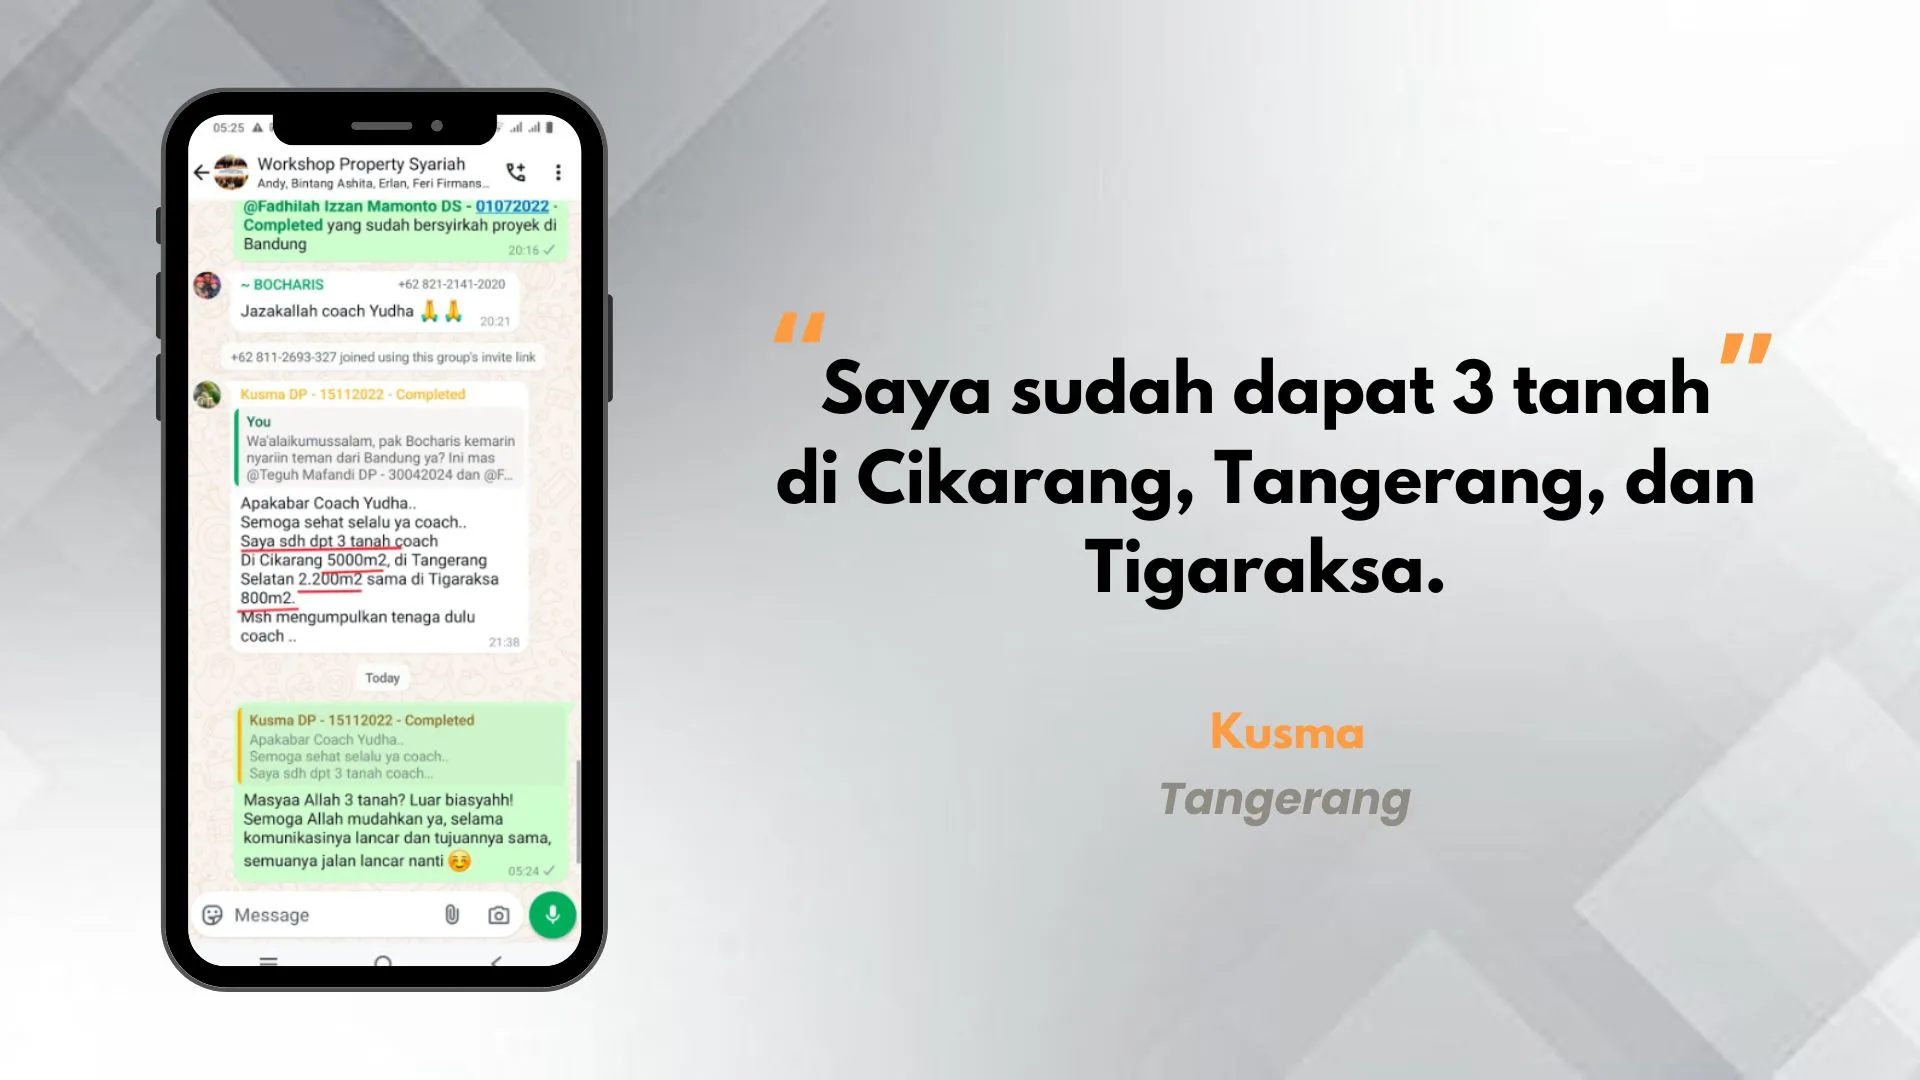 05:25
Workshop Property Syariah
Andy, Bintang Ashita, Erlan, Feri Firmans...
@Fadhilah Izzan Mamonto DS - 01072022 -
Completed yang sudah bersyirkah proyek di
Bandung
20:16
~ BOCHARIS +62 821-2141-2020
Jazakallah coach Yudha 🙏🙏
20:21
+62 811-2693-327 joined using this group's invite link
Kusma DP - 15112022 - Completed
You
Wa'alaikumussalam, pak Bocharis kemarin
nyariin teman dari Bandung ya? Ini mas
@Teguh Mafandi DP - 30042024 dan @F...
Apakabar Coach Yudha..
Semoga sehat selalu ya coach..
Saya sdh dpt 3 tanah coach
Di Cikarang 5000m2, di Tangerang
Selatan 2.200m2 sama di Tigaraksa
800m2.
Msh mengumpulkan tenaga dulu
coach ..
21:38
Today
Kusma DP - 15112022 - Completed
Apakabar Coach Yudha..
Semoga sehat selalu ya coach..
Saya sdh dpt 3 tanah coach...
Masyaa Allah 3 tanah? Luar biasyahh!
Semoga Allah mudahkan ya, selama
komunikasinya lancar dan tujuannya sama,
semuanya jalan lancar nanti ☺️
05:24
Message
“Saya sudah dapat 3 tanah”
di Cikarang, Tangerang, dan
Tigaraksa.
Kusma
Tangerang